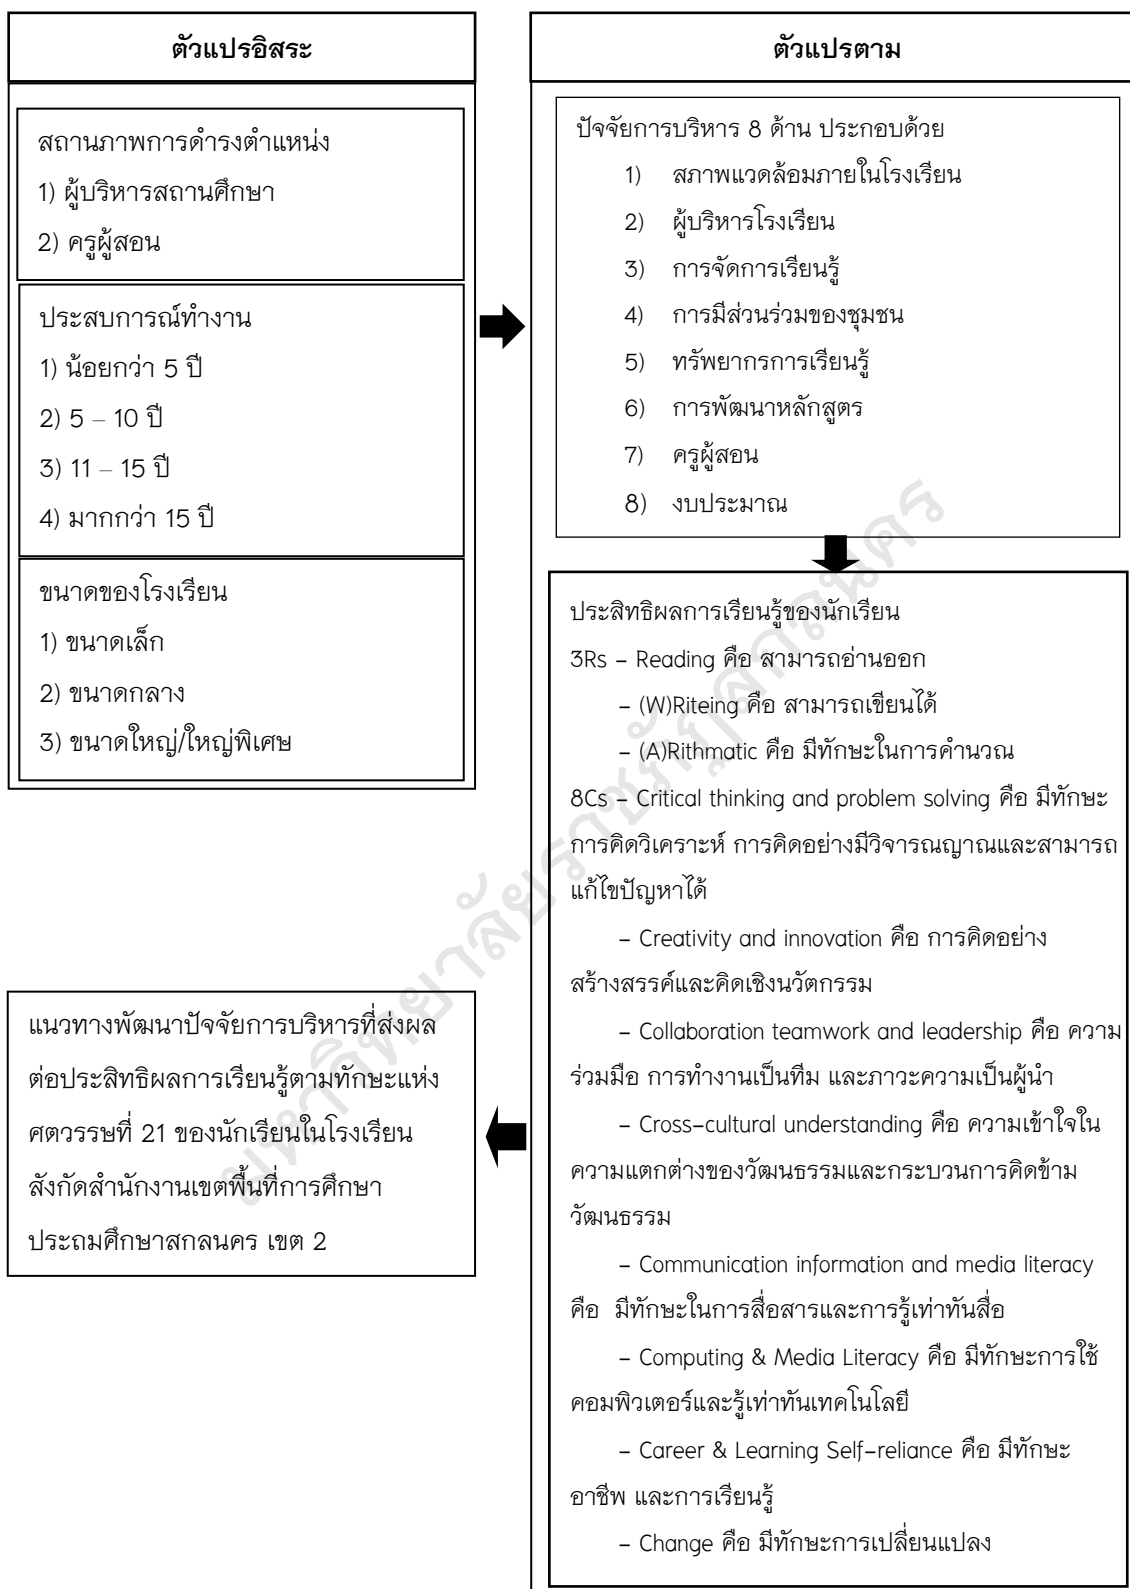 ตัวแปรอิสระ
สถานภาพการดำรงตำแหน่ง
1) ผู้บริหารสถานศึกษา
2) ครูผู้สอน
ประสบการณ์ทำงาน
1) น้อยกว่า 5 ปี
2) 5 – 10 ปี
3) 11 – 15 ปี
4) มากกว่า 15 ปี
ขนาดของโรงเรียน
1) ขนาดเล็ก
2) ขนาดกลาง
3) ขนาดใหญ่/ใหญ่พิเศษ
ตัวแปรตาม
ปัจจัยการบริหาร 8 ด้าน ประกอบด้วย
1) สภาพแวดล้อมภายในโรงเรียน
2) ผู้บริหารโรงเรียน
3) การจัดการเรียนรู้
4) การมีส่วนร่วมของชุมชน
5) ทรัพยากรการเรียนรู้
6) การพัฒนาหลักสูตร
7) ครูผู้สอน
8) งบประมาณ
ประสิทธิผลการเรียนรู้ของนักเรียน
3Rs – Reading คือ สามารถอ่านออก
– (W)Riteing คือ สามารถเขียนได้
– (A)Rithmatic คือ มีทักษะในการคำนวณ
8Cs – Critical thinking and problem solving คือ มีทักษะ
การคิดวิเคราะห์ การคิดอย่างมีวิจารณญาณและสามารถ
แก้ไขปัญหาได้
– Creativity and innovation คือ การคิดอย่าง
สร้างสรรค์และคิดเชิงนวัตกรรม
– Collaboration teamwork and leadership คือ ความ
ร่วมมือ การทำงานเป็นทีม และภาวะความเป็นผู้นำ
– Cross-cultural understanding คือ ความเข้าใจใน
ความแตกต่างของวัฒนธรรมและกระบวนการคิดข้าม
วัฒนธรรม
– Communication information and media literacy
คือ มีทักษะในการสื่อสารและการรู้เท่าทันสื่อ
– Computing & Media Literacy คือ มีทักษะการใช้
คอมพิวเตอร์และรู้เท่าทันเทคโนโลยี
– Career & Learning Self-reliance คือ มีทักษะ
อาชีพ และการเรียนรู้
– Change คือ มีทักษะการเปลี่ยนแปลง
แนวทางพัฒนาปัจจัยการบริหารที่ส่งผล
ต่อประสิทธิผลการเรียนรู้ตามทักษะแห่ง
ศตวรรษที่ 21 ของนักเรียนในโรงเรียน
สังกัดสำนักงานเขตพื้นที่การศึกษา
ประถมศึกษาสกลนคร เขต 2
มหาวิทยาลัยราชภัฏสกลนคร